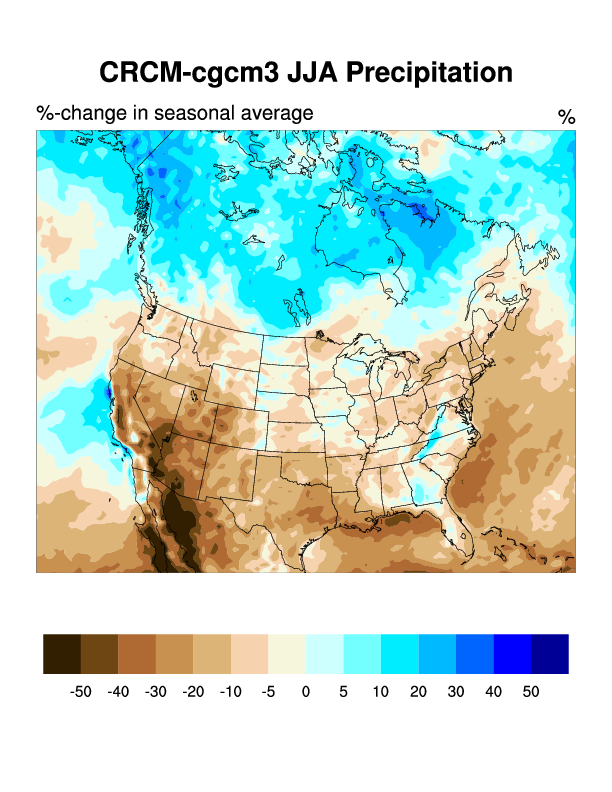 CRCM-cgcm3 JJA Precipitation
%-change in seasonal average %
-50 -40 -30 -20 -10 -5 0 5 10 20 30 40 50